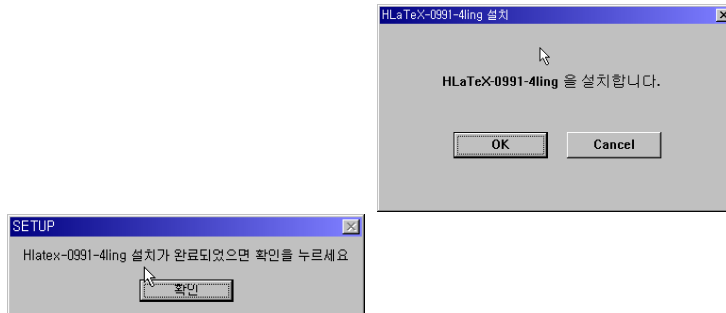 HLaTeX-0991-4ling 설치
HLaTeX-0991-4ling 을 설치합니다.
OK Cancel
SETUP
Hlatex-0991-4ling 설치가 완료되었으면 확인을 누르세요
확인